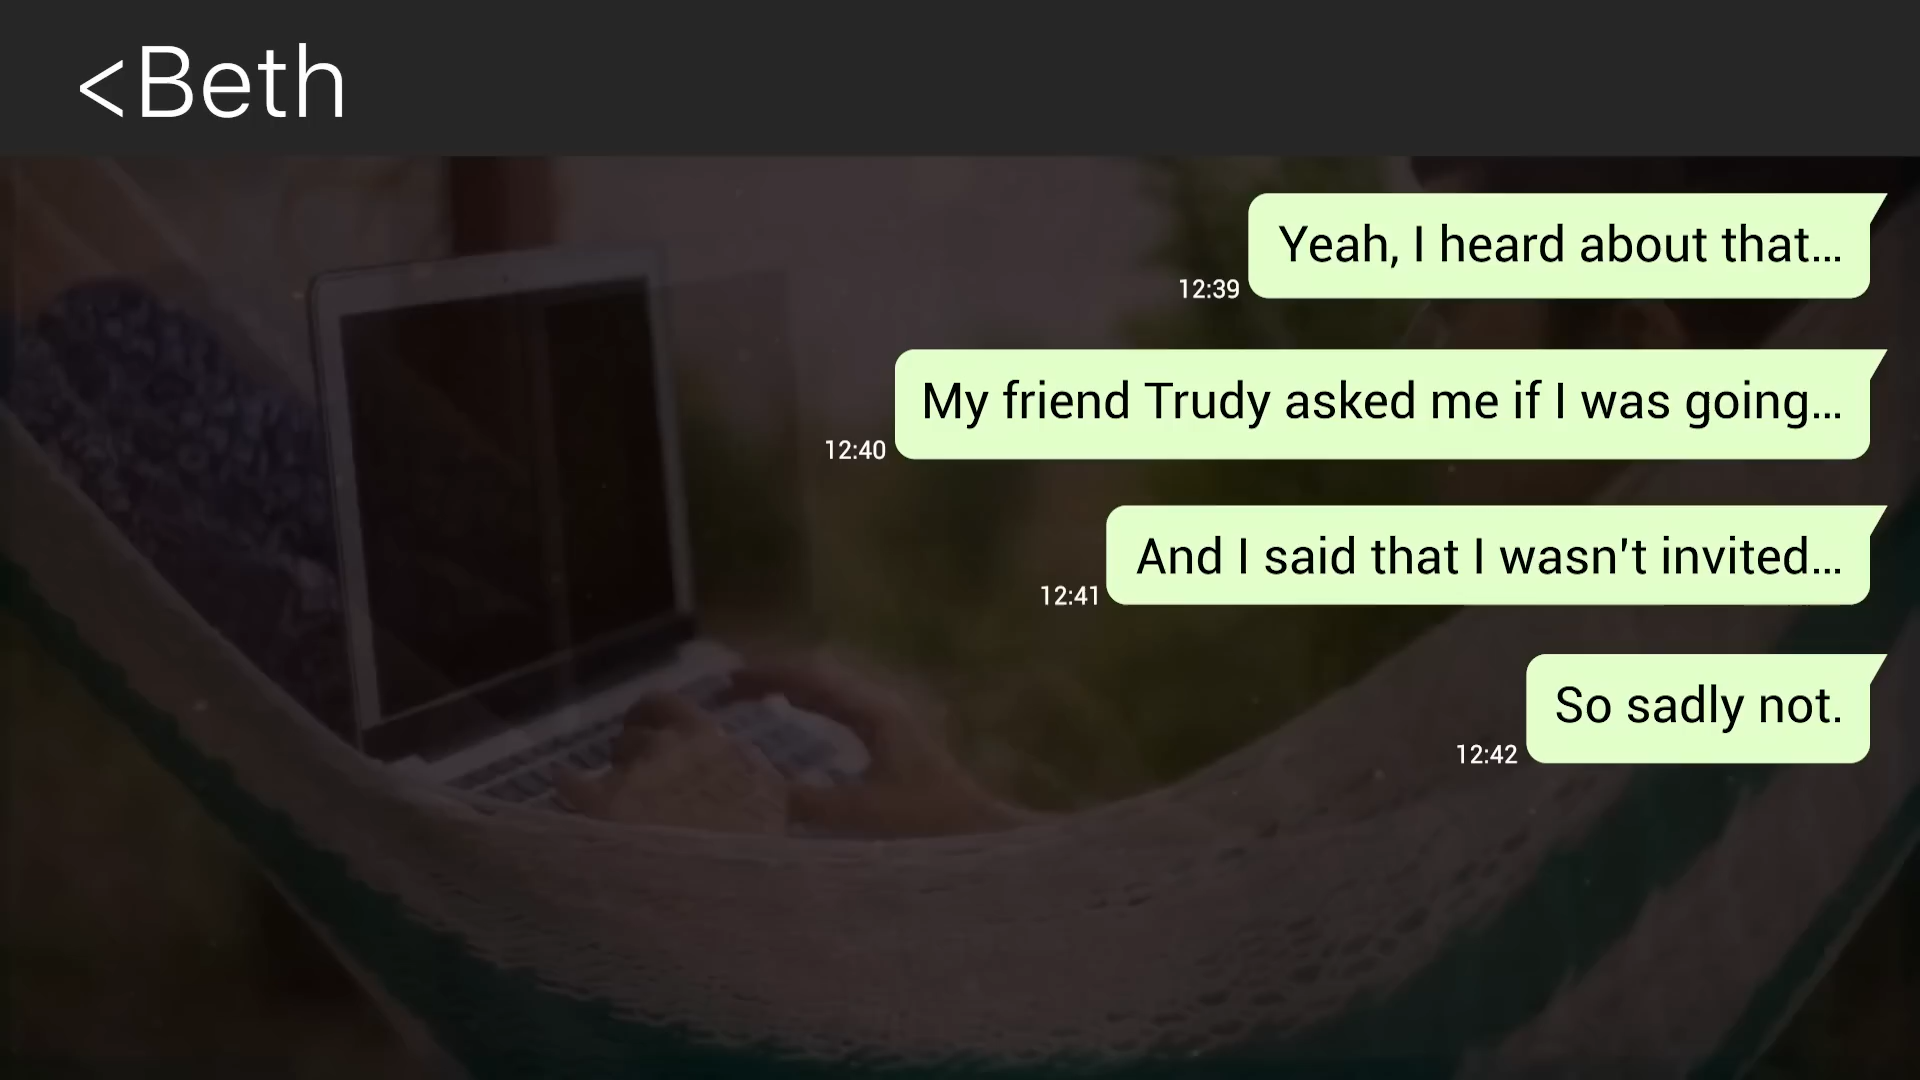 <Beth
Yeah, I heard about that...
12:39
My friend Trudy asked me if I was going...
12:40
And I said that I wasn't invited...
12:41
So sadly not.
12:42